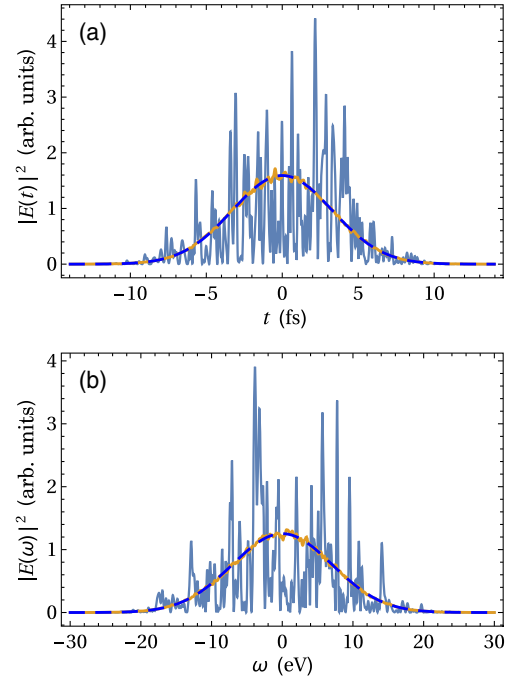 (a)
|E(t)|² (arb. units)
4
3
2
1
0
−10 −5 0 5 10
t (fs)
(b)
|E(ω)|² (arb. units)
4
3
2
1
0
−30 −20 −10 0 10 20 30
ω (eV)